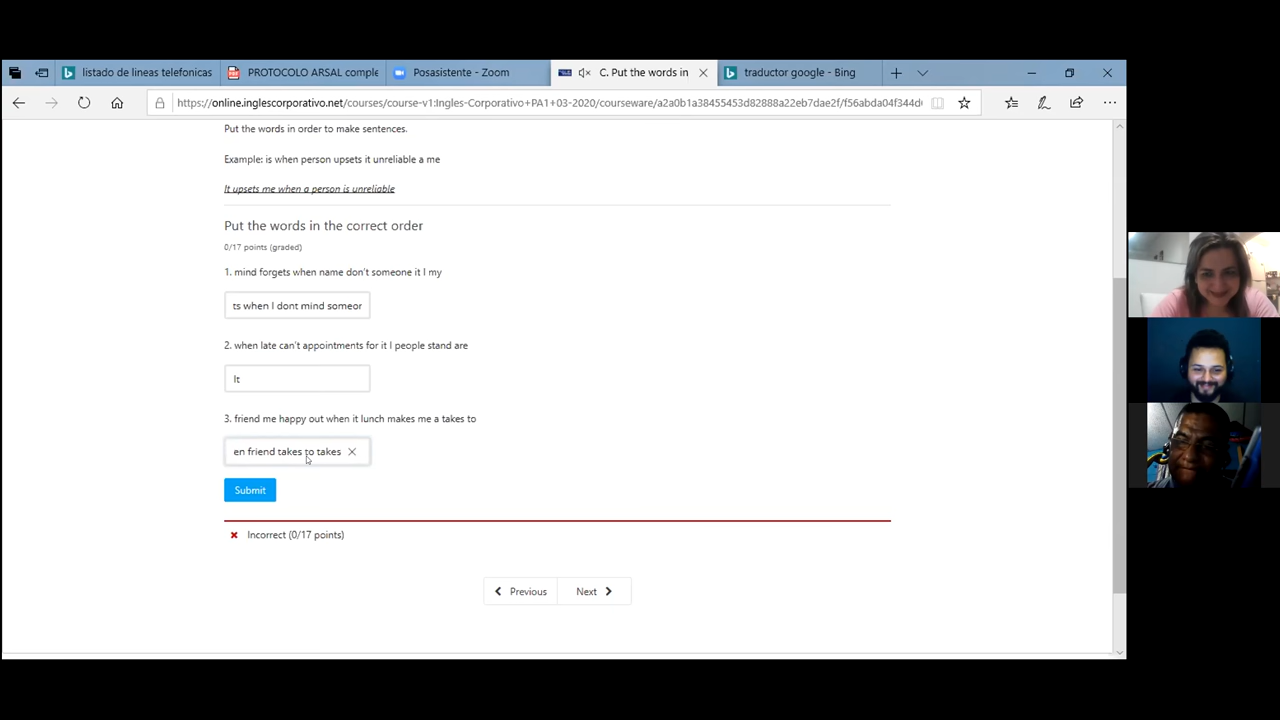 listado de lineas telefonicas
PROTOCOLO ARSAL comple
Posasistente - Zoom
C. Put the words in
traductor google - Bing
https://online.inglescorporativo.net/courses/course-v1:Ingles-Corporativo+PA1+03-2020/courseware/a2a0b1a38455453d82888a22eb7dae2f/f56abda04f344d
Put the words in order to make sentences.
Example: is when person upsets it unreliable a me
It upsets me when a person is unreliable
Put the words in the correct order
0/17 points (graded)
1. mind forgets when name don't someone it I my
ts when I dont mind someor
2. when late can't appointments for it I people stand are
It
3. friend me happy out when it lunch makes me a takes to
en friend takes to takes
Submit
Incorrect (0/17 points)
Previous
Next